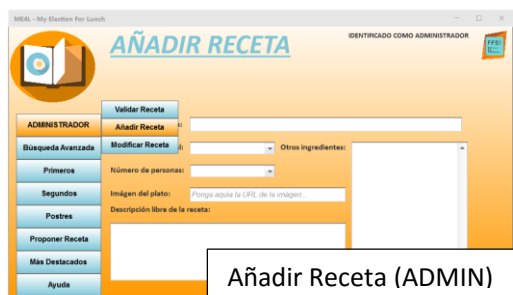 ME4L - My Election For Lunch
AÑADIR RECETA
IDENTIFICADO COMO ADMINISTRADOR
Validar Receta
ADMINISTRADOR
Añadir Receta
Búsqueda Avanzada
Modificar Receta
Otros ingredientes:
Primeros
Número de personas:
Segundos
Imágen del plato:
Ponga aquía la URL de la imágen...
Postres
Descripción libre de la receta:
Proponer Receta
Más Destacados
Ayuda
Añadir Receta (ADMIN)